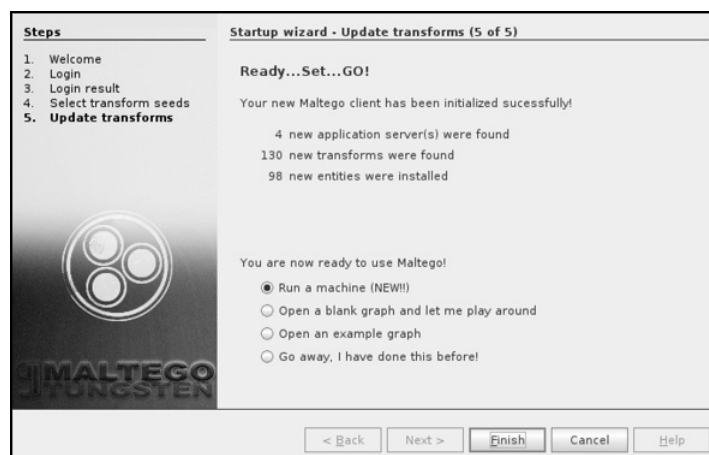 Steps
1. Welcome
2. Login
3. Login result
4. Select transform seeds
5. Update transforms
MALTEGO
TUNGSTEN
Startup wizard - Update transforms (5 of 5)
Ready...Set...GO!
Your new Maltego client has been initialized sucessfully!
4 new application server(s) were found
130 new transforms were found
98 new entities were installed
You are now ready to use Maltego!
Run a machine (NEW!!)
Open a blank graph and let me play around
Open an example graph
Go away, I have done this before!
< Back Next > Finish Cancel Help